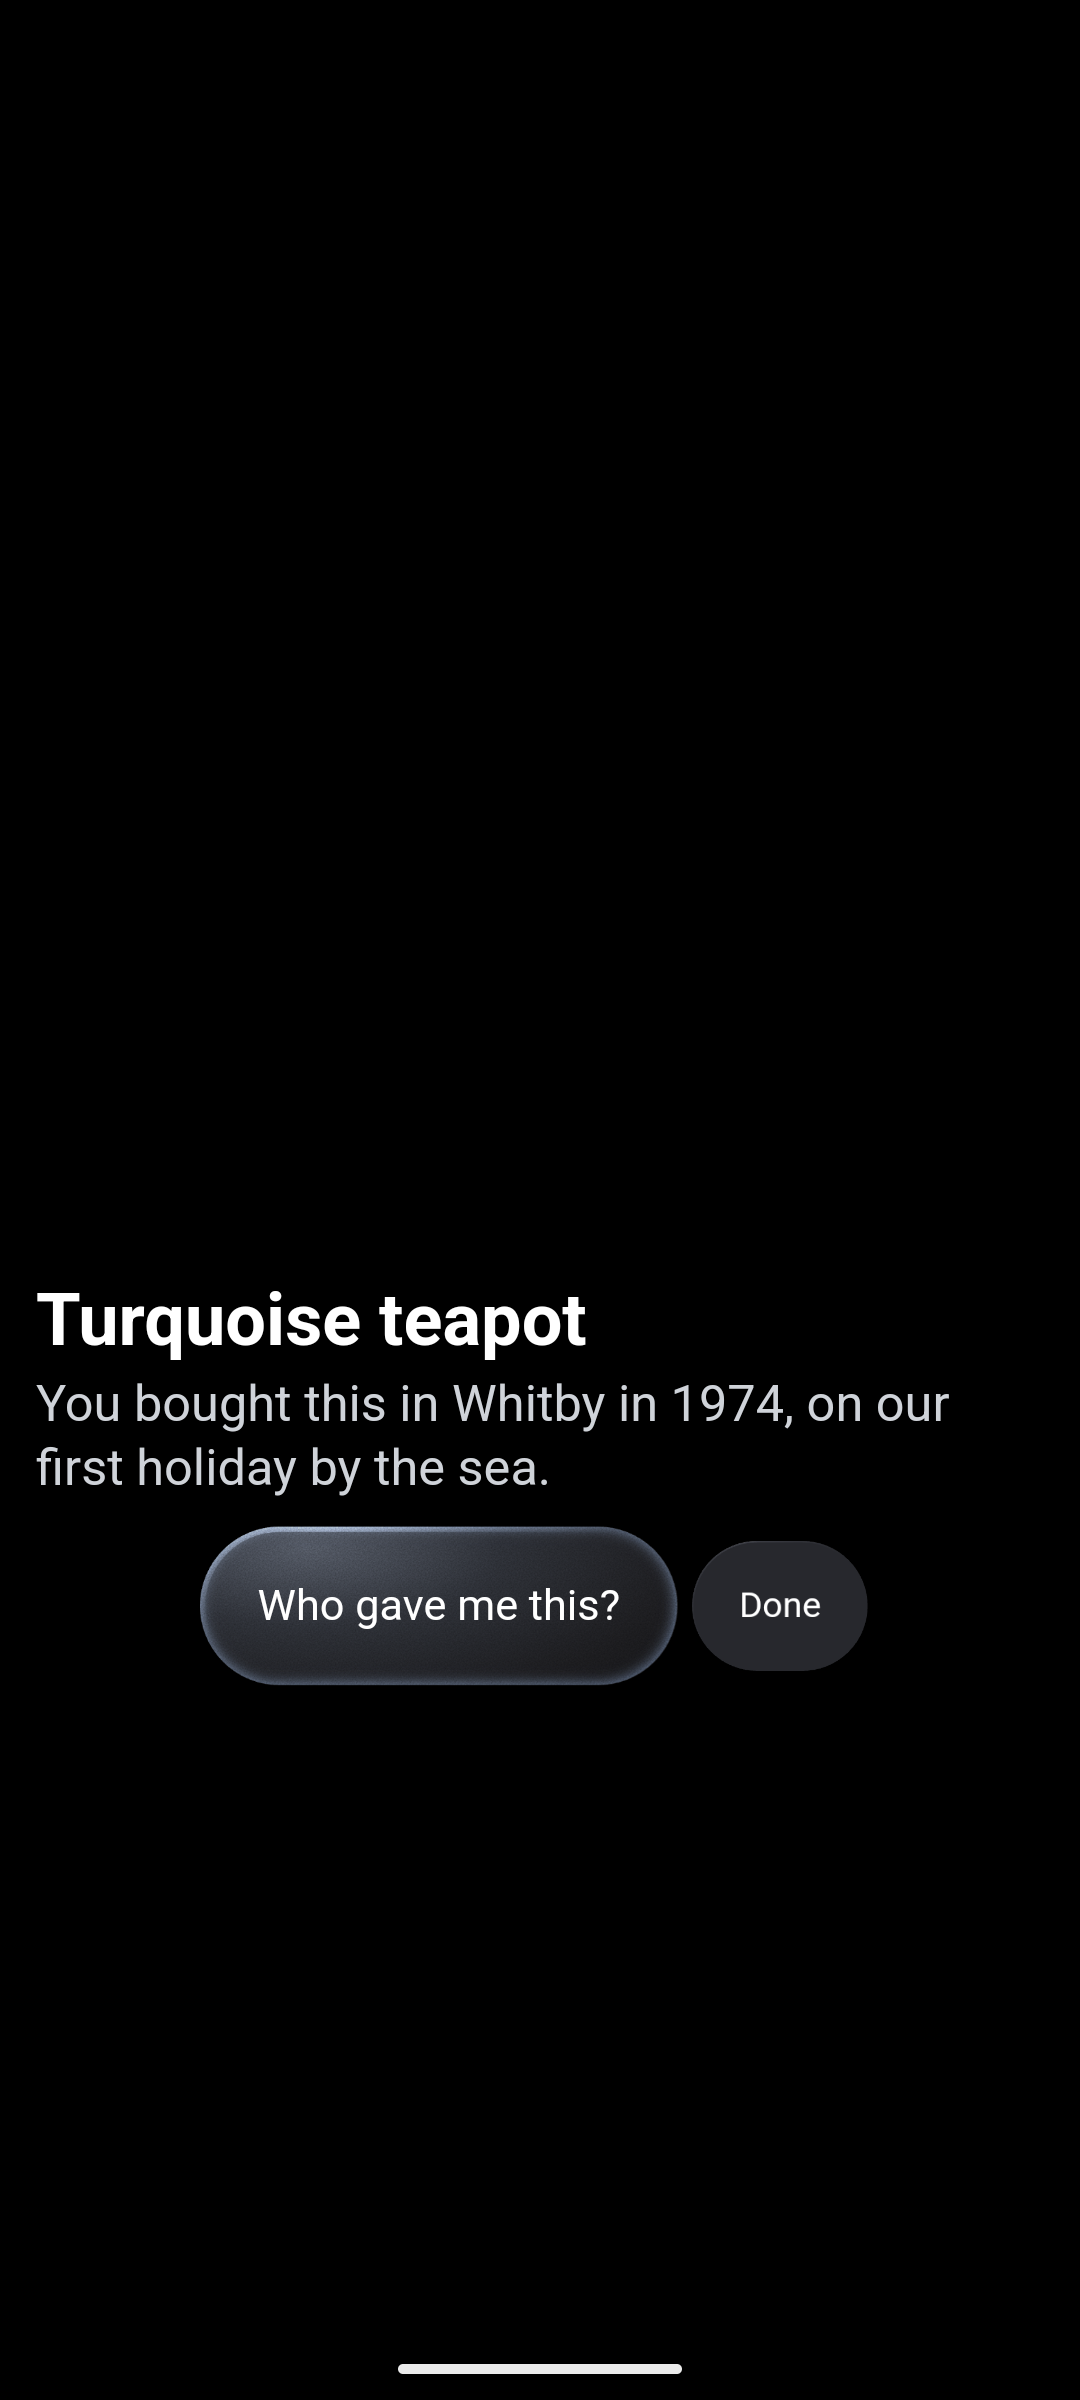 Turquoise teapot
You bought this in Whitby in 1974, on our
first holiday by the sea.
Who gave me this?
Done